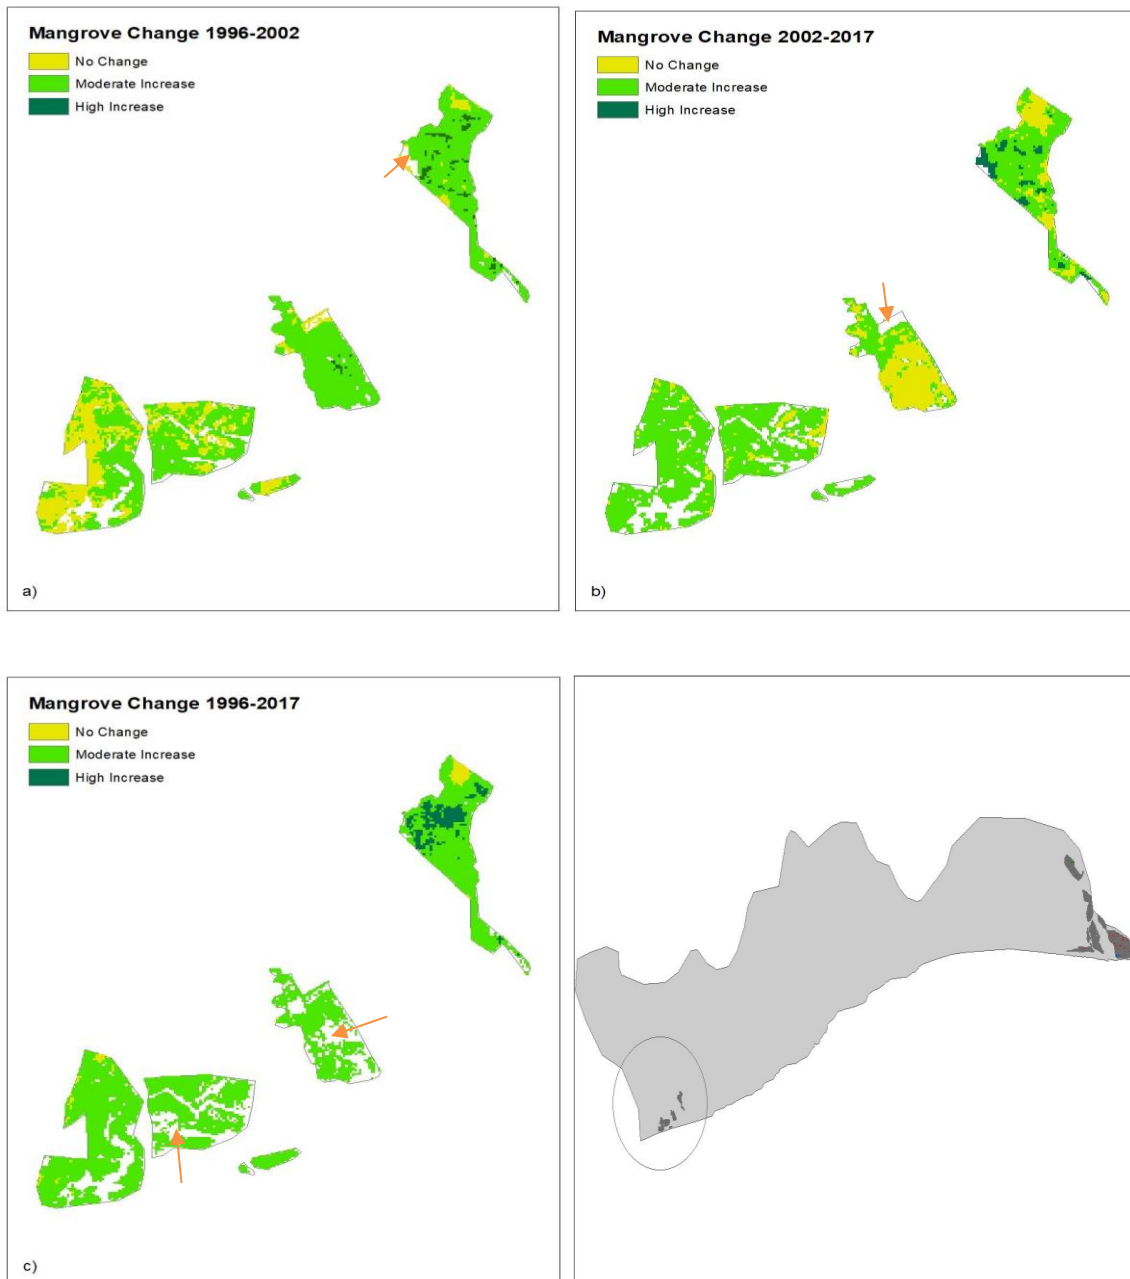 Mangrove Change 1996-2002
No Change
Moderate Increase
High Increase
a)
Mangrove Change 2002-2017
No Change
Moderate Increase
High Increase
b)
Mangrove Change 1996-2017
No Change
Moderate Increase
High Increase
c)